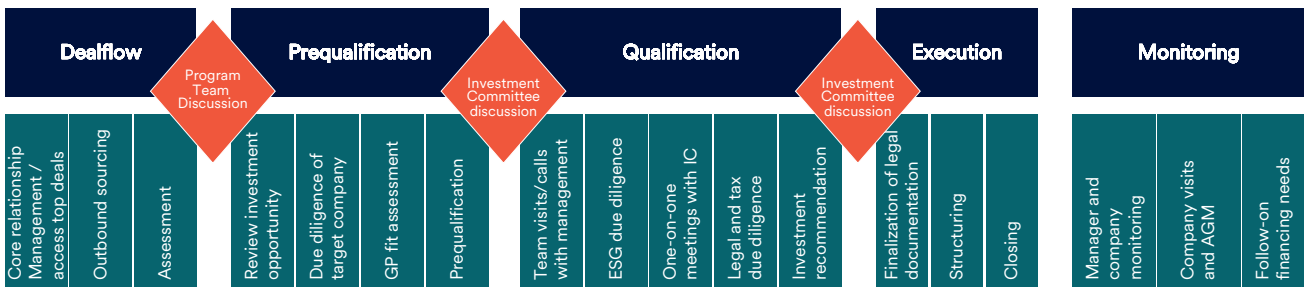 Dealflow
Prequalification
Qualification
Execution
Monitoring
Program
Team
Discussion
Investment
Committee
discussion
Investment
Committee
discussion
Core relationship
Management /
access top deals
Outbound sourcing
Assessment
Review investment
opportunity
Due diligence of
target company
GP fit assessment
Prequalification
Team visits/calls
with management
ESG due diligence
One-on-one
meetings with IC
Legal and tax
due diligence
Investment
recommendation
Finalization of legal
documentation
Structuring
Closing
Manager and
company
monitoring
Company visits
and AGM
Follow-on
financing needs